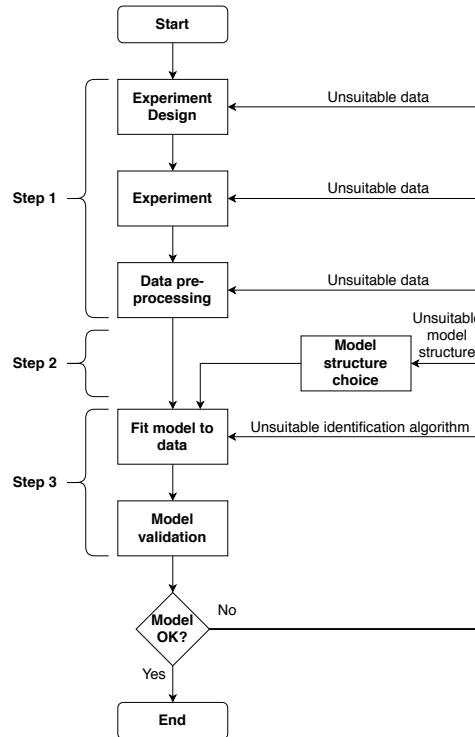 Start
Experiment
Design
Unsuitable data
Step 1
Experiment
Unsuitable data
Data pre-
processing
Unsuitable data
Step 2
Model
structure
choice
Unsuitable
model
structure
Fit model to
data
Unsuitable identification algorithm
Step 3
Model
validation
Model
OK?
No
Yes
End